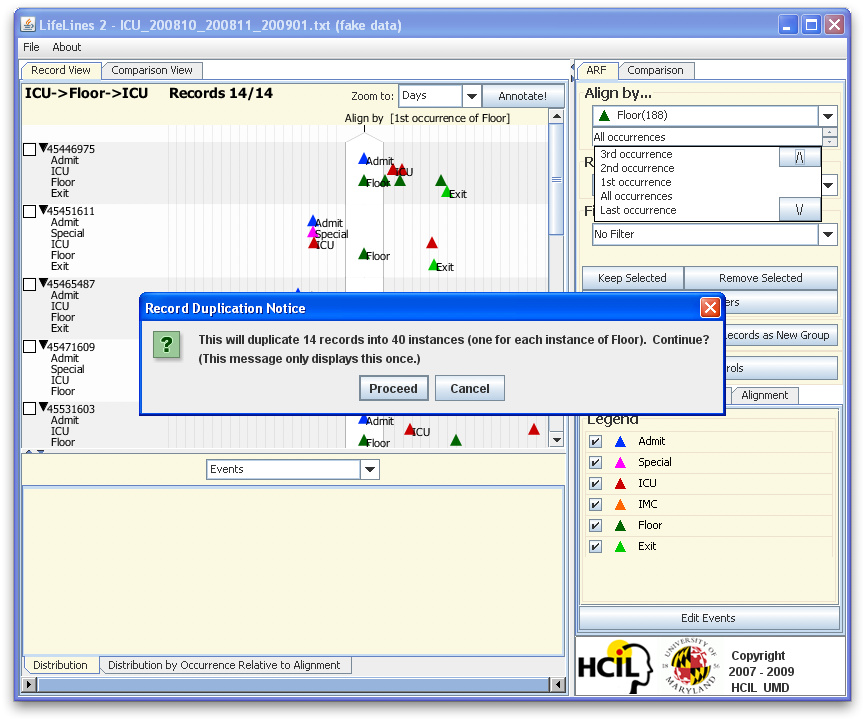 LifeLines 2 - ICU_200810_200811_200901.txt (fake data)
File About
Record View Comparison View
ICU->Floor->ICU Records 14/14
Zoom to: Days Annotate!
Align by [1st occurrence of Floor]
45446975
Admit
ICU
Floor
Exit
Admit
ICU
Floor
Exit
45451611
Admit
Special
ICU
Floor
Exit
Admit
Special
ICU
Floor
Exit
45465487
Admit
ICU
Floor
Exit
45471609
Admit
Special
ICU
Floor
45531603
Admit
ICU
Floor
Admit
ICU
Floor
Events
Distribution Distribution by Occurrence Relative to Alignment
ARF Comparison
Align by...
Floor(188)
All occurrences
3rd occurrence
2nd occurrence
1st occurrence
All occurrences
Last occurrence
/\
\/
No Filter
Keep Selected Remove Selected
Records as New Group
Alignment
Record Duplication Notice
?
This will duplicate 14 records into 40 instances (one for each instance of Floor). Continue?
(This message only displays this once.)
Proceed Cancel
Legend
Admit
Special
ICU
IMC
Floor
Exit
Edit Events
HCIL
UNIVERSITY OF
18 56
MARYLAND
Copyright
2007 - 2009
HCIL UMD